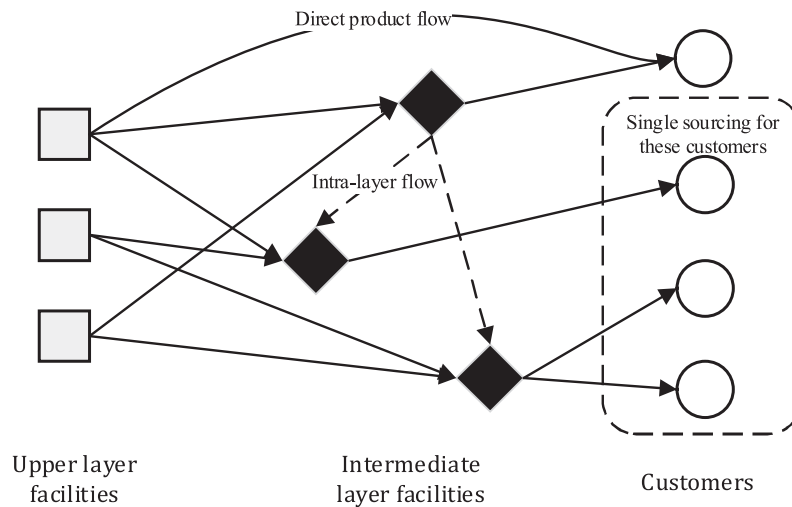 Direct product flow
Single sourcing for
these customers
Intra-layer flow
Upper layer
facilities
Intermediate
layer facilities
Customers